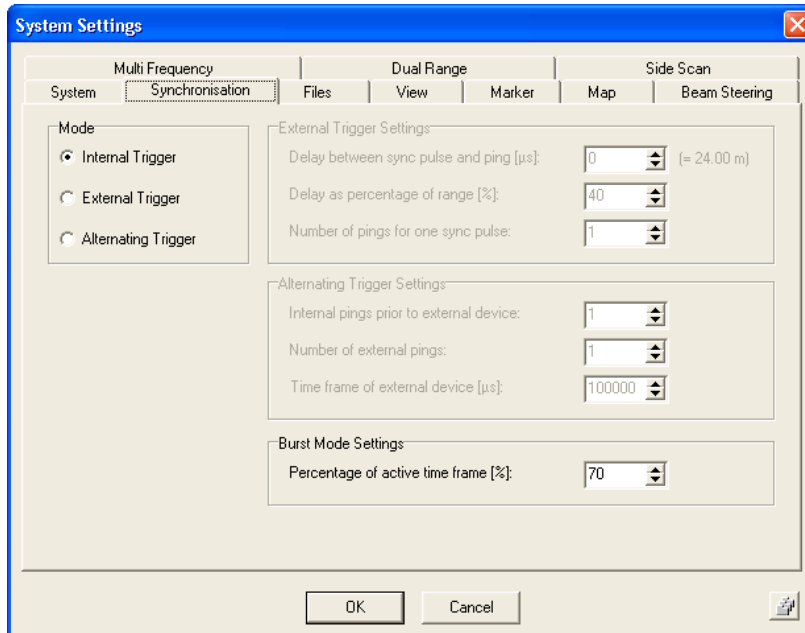 System Settings
Multi Frequency Dual Range Side Scan
System Synchronisation Files View Marker Map Beam Steering
Mode
Internal Trigger
External Trigger
Alternating Trigger
External Trigger Settings
Delay between sync pulse and ping [µs]: 0 (= 24.00 m)
Delay as percentage of range [%]: 40
Number of pings for one sync pulse: 1
Alternating Trigger Settings
Internal pings prior to external device: 1
Number of external pings: 1
Time frame of external device [µs]: 100000
Burst Mode Settings
Percentage of active time frame [%]: 70
OK Cancel